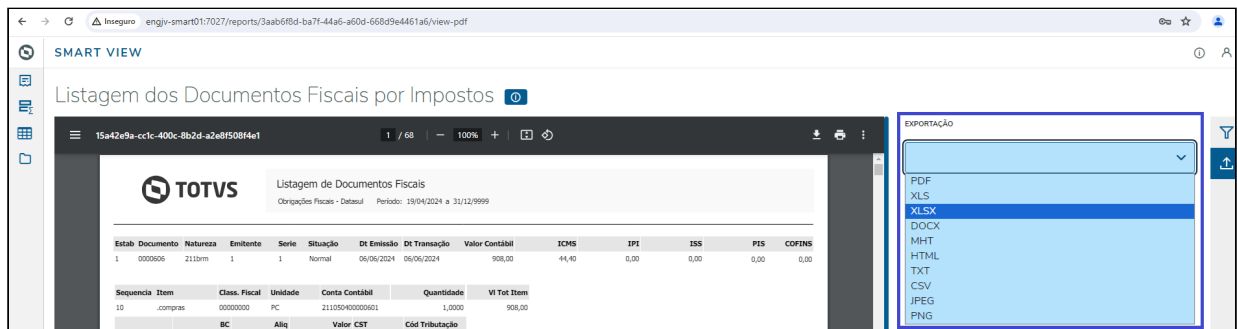 Inseguro engjv-smart01:7027/reports/3aab6f8d-ba7f-44a6-a60d-668d9e4461a6/view-pdf
SMART VIEW
Listagem dos Documentos Fiscais por Impostos
15a42e9a-cc1c-400c-8b2d-a2e8f508f4e1 1 / 68 100%
TOTVS
Listagem de Documentos Fiscais
Obrigações Fiscais - Datasul Período: 19/04/2024 a 31/12/9999
Estab Documento Natureza Emitente Serie Situação Dt Emissão Dt Transação Valor Contábil ICMS IPI ISS PIS COFINS
1 0000606 211brm 1 1 Normal 06/06/2024 06/06/2024 908,00 44,40 0,00 0,00 0,00 0,00
Sequencia Item Class. Fiscal Unidade Conta Contábil Quantidade Vl Tot Item
10 .compras 00000000 PC 211050400000601 1,0000 908,00
BC Aliq Valor CST Cód Tributação
EXPORTAÇÃO
PDF
XLS
XLSX
DOCX
MHT
HTML
TXT
CSV
JPEG
PNG